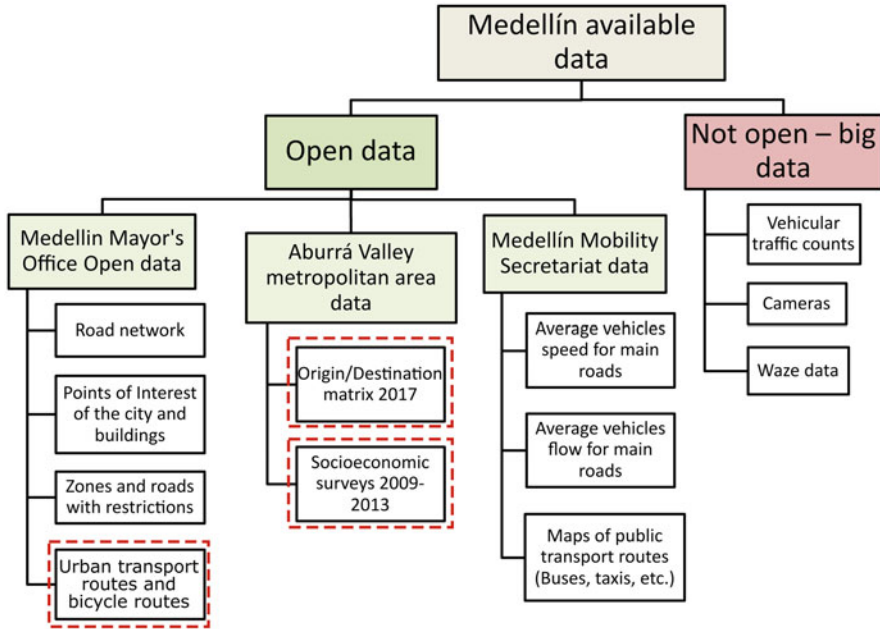 Medellín available
data
Open data
Not open – big
data
Medellin Mayor's
Office Open data
Road network
Points of Interest
of the city and
buildings
Zones and roads
with restrictions
Urban transport
routes and
bicycle routes
Aburrá Valley
metropolitan area
data
Origin/Destination
matrix 2017
Socioeconomic
surveys 2009-
2013
Medellín Mobility
Secretariat data
Average vehicles
speed for main
roads
Average vehicles
flow for main
roads
Maps of public
transport routes
(Buses, taxis, etc.)
Vehicular
traffic counts
Cameras
Waze data